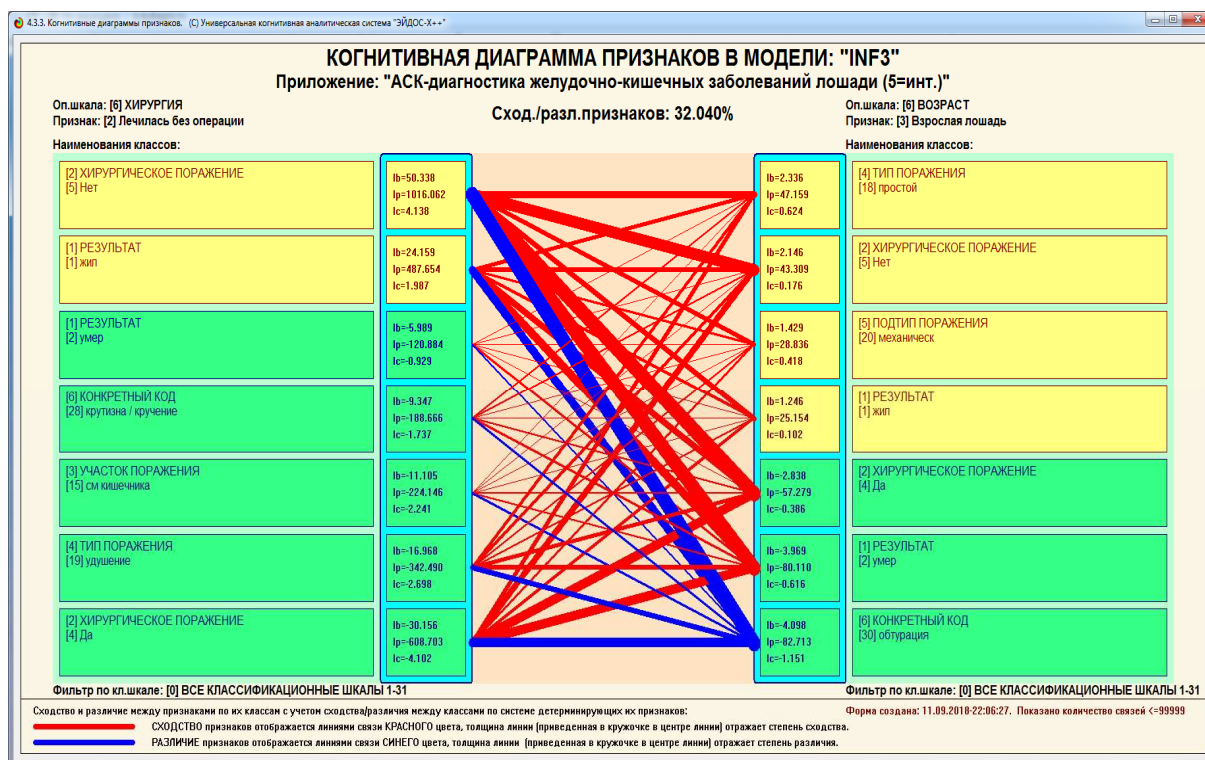 4.3.3. Когнитивные диаграммы признаков. (C) Универсальная когнитивная аналитическая система "ЭЙДОС-X++"
КОГНИТИВНАЯ ДИАГРАММА ПРИЗНАКОВ В МОДЕЛИ: "INF3"
Приложение: "АСК-диагностика желудочно-кишечных заболеваний лошади (5=инт.)"
Оп.шкала: [6] ХИРУРГИЯ
Признак: [2] Лечилась без операции
Наименования классов:
Сход./разл.признаков: 32.040%
Оп.шкала: [6] ВОЗРАСТ
Признак: [3] Взрослая лошадь
Наименования классов:
[2] ХИРУРГИЧЕСКОЕ ПОРАЖЕНИЕ
[5] Нет
Ib=50.338
Ip=1016.062
Ic=4.138
[1] РЕЗУЛЬТАТ
[1] жип
Ib=24.159
Ip=487.654
Ic=1.987
[1] РЕЗУЛЬТАТ
[2] умер
Ib=-5.989
Ip=-120.884
Ic=-0.929
[6] КОНКРЕТНЫЙ КОД
[28] крутизна / кручение
Ib=-9.347
Ip=-188.666
Ic=-1.737
[3] УЧАСТОК ПОРАЖЕНИЯ
[15] см кишечника
Ib=-11.105
Ip=-224.146
Ic=-2.241
[4] ТИП ПОРАЖЕНИЯ
[19] удушение
Ib=-16.968
Ip=-342.490
Ic=-2.698
[2] ХИРУРГИЧЕСКОЕ ПОРАЖЕНИЕ
[4] Да
Ib=-30.156
Ip=-608.703
Ic=-4.102
Ib=2.336
Ip=47.159
Ic=0.624
[4] ТИП ПОРАЖЕНИЯ
[18] простой
Ib=2.146
Ip=43.309
Ic=0.176
[2] ХИРУРГИЧЕСКОЕ ПОРАЖЕНИЕ
[5] Нет
Ib=1.429
Ip=28.836
Ic=0.418
[5] ПОДТИП ПОРАЖЕНИЯ
[20] механическ
Ib=1.246
Ip=25.154
Ic=0.102
[1] РЕЗУЛЬТАТ
[1] жип
Ib=-2.838
Ip=-57.279
Ic=-0.386
[2] ХИРУРГИЧЕСКОЕ ПОРАЖЕНИЕ
[4] Да
Ib=-3.969
Ip=-80.110
Ic=-0.616
[1] РЕЗУЛЬТАТ
[2] умер
Ib=-4.098
Ip=-82.713
Ic=-1.151
[6] КОНКРЕТНЫЙ КОД
[30] обтурация
Фильтр по кл.шкале: [0] ВСЕ КЛАССИФИКАЦИОННЫЕ ШКАЛЫ 1-31
Фильтр по кл.шкале: [0] ВСЕ КЛАССИФИКАЦИОННЫЕ ШКАЛЫ 1-31
Сходство и различие между признаками по их классам с учетом сходства/различия между классами по системе детерминирующих их признаков:
Форма создана: 11.09.2018-22:06:27. Показано количество связей <=99999
СХОДСТВО признаков отображается линиями связи КРАСНОГО цвета, толщина линии (приведенная в кружочке в центре линии) отражает степень сходства.
РАЗЛИЧИЕ признаков отображается линиями связи СИНЕГО цвета, толщина линии (приведенная в кружочке в центре линии) отражает степень различия.